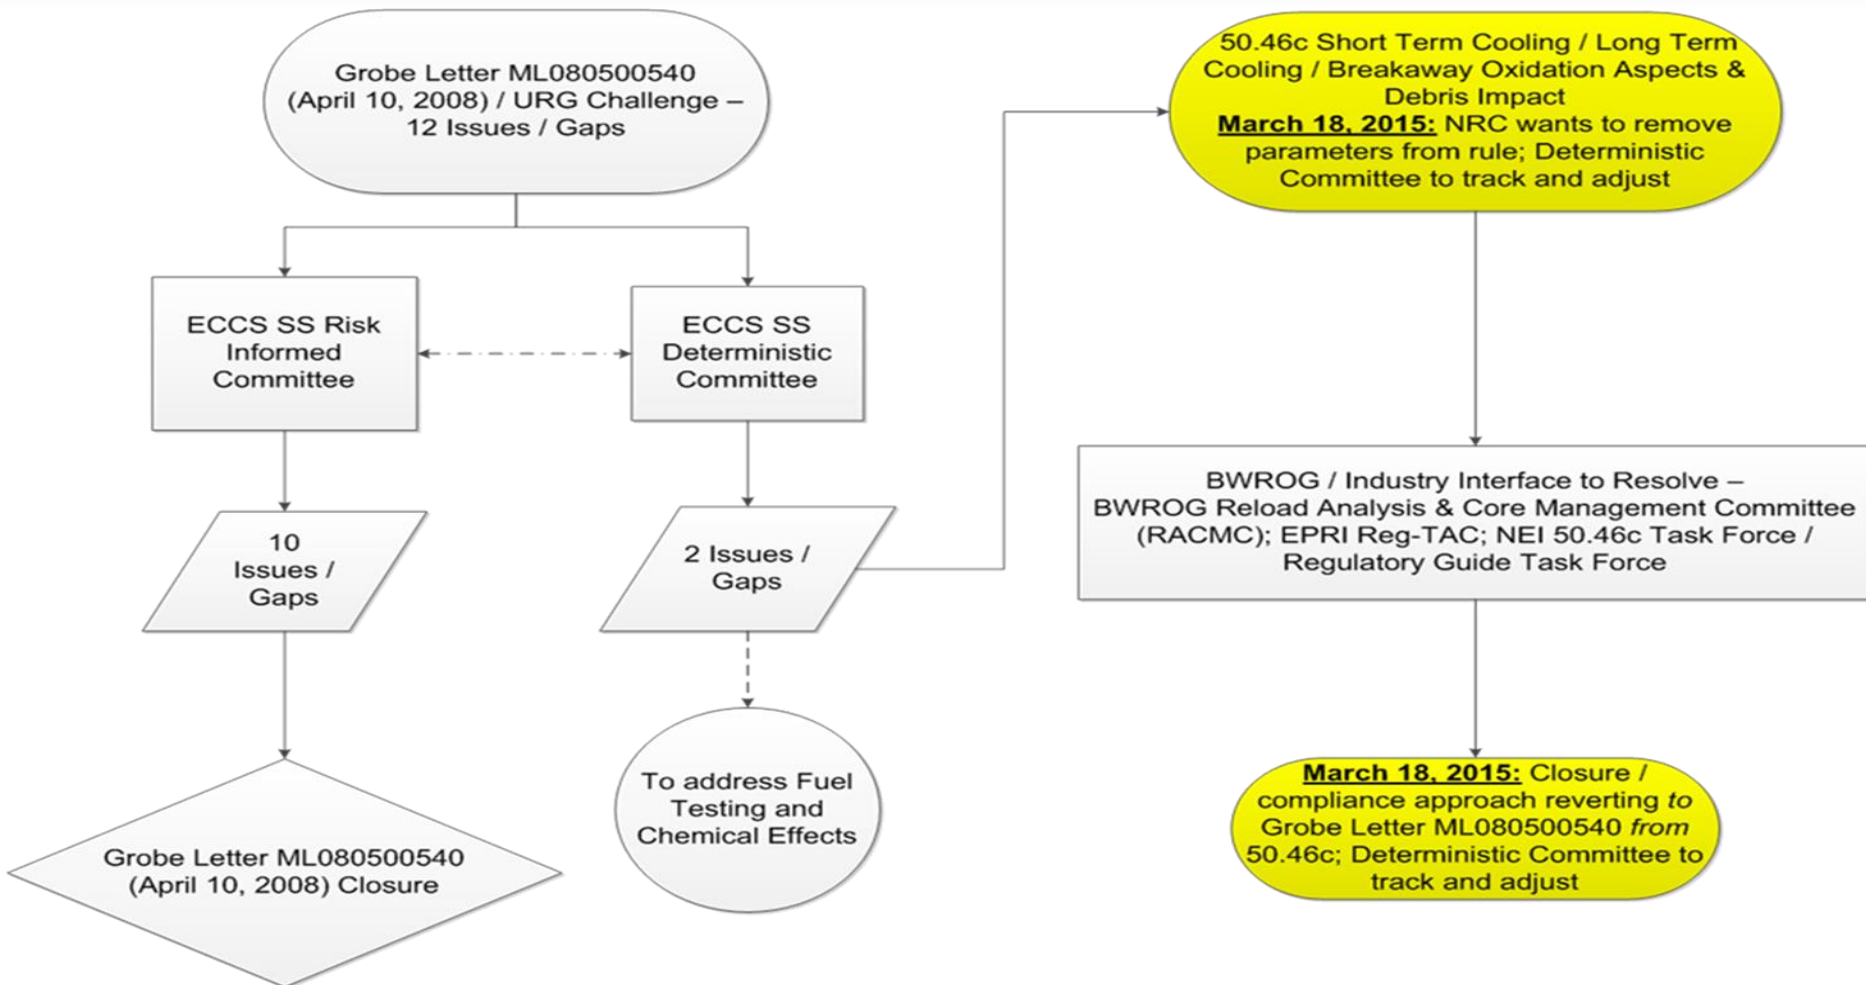 Grobe Letter ML080500540
(April 10, 2008) / URG Challenge –
12 Issues / Gaps
ECCS SS Risk
Informed
Committee
ECCS SS
Deterministic
Committee
10
Issues /
Gaps
2 Issues /
Gaps
Grobe Letter ML080500540
(April 10, 2008) Closure
To address Fuel
Testing and
Chemical Effects
50.46c Short Term Cooling / Long Term
Cooling / Breakaway Oxidation Aspects &
Debris Impact
March 18, 2015: NRC wants to remove
parameters from rule; Deterministic
Committee to track and adjust
BWROG / Industry Interface to Resolve –
BWROG Reload Analysis & Core Management Committee
(RACMC); EPRI Reg-TAC; NEI 50.46c Task Force /
Regulatory Guide Task Force
March 18, 2015: Closure /
compliance approach reverting to
Grobe Letter ML080500540 from
50.46c; Deterministic Committee to
track and adjust